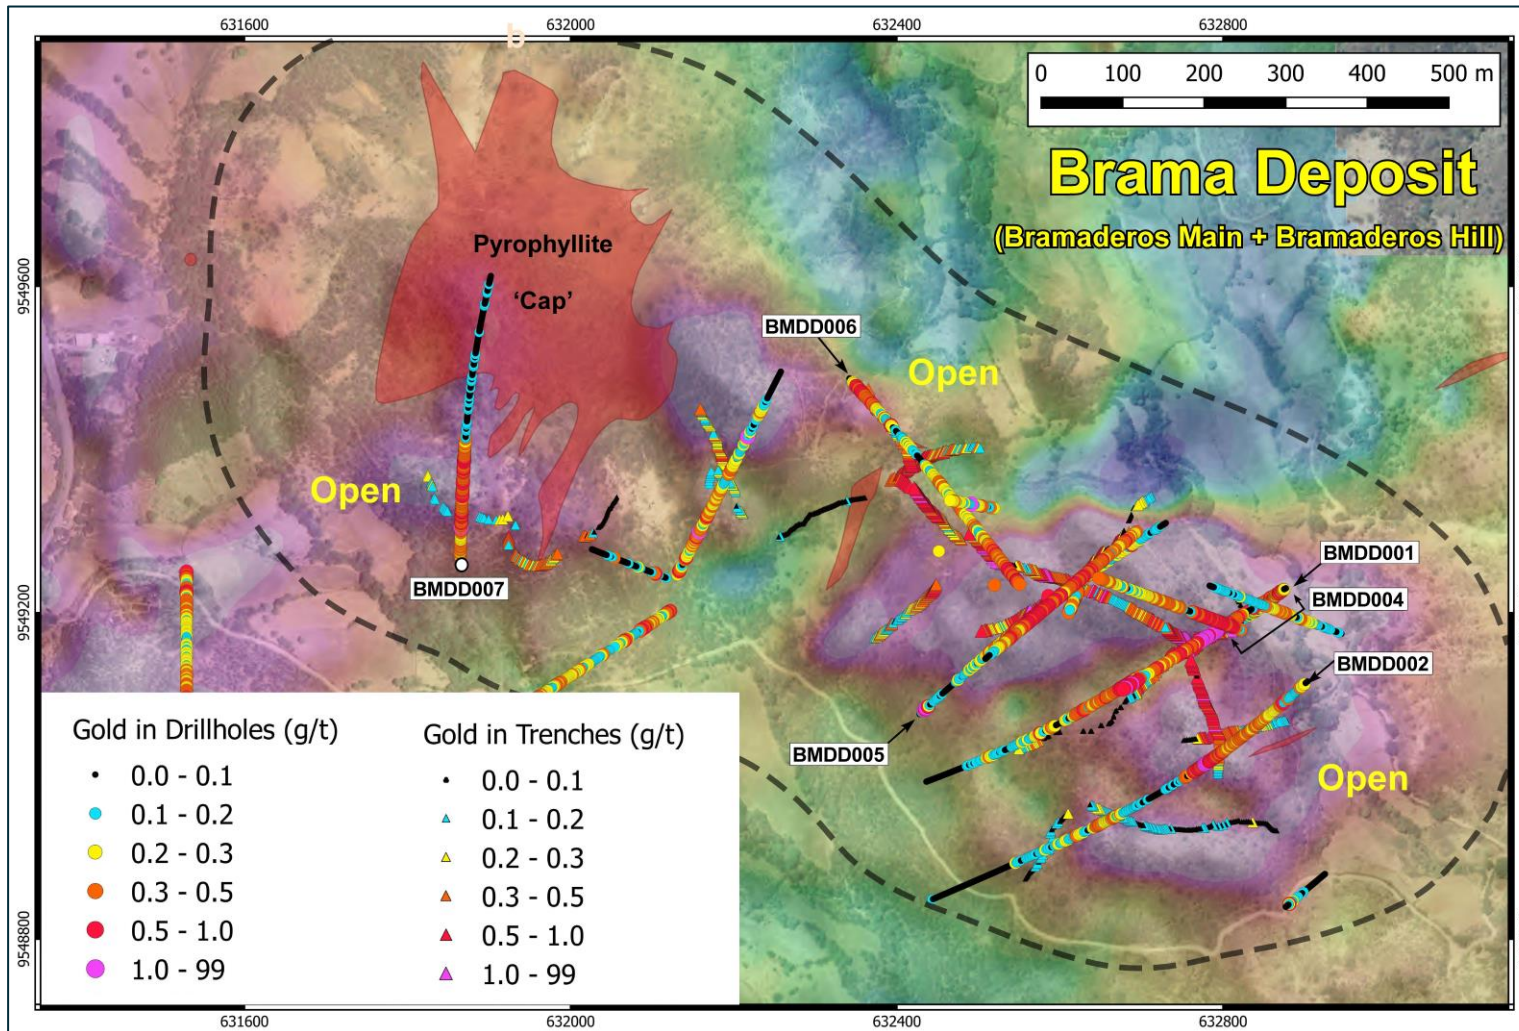 631600
632000
632400
632800
b
0 100 200 300 400 500 m
Brama Deposit
(Bramaderos Main + Bramaderos Hill)
Pyrophyllite
‘Cap’
9549600
BMDD006
Open
Open
BMDD001
BMDD007
BMDD004
9549200
BMDD002
BMDD005
Open
Gold in Drillholes (g/t)
0.0 - 0.1
0.1 - 0.2
0.2 - 0.3
0.3 - 0.5
0.5 - 1.0
1.0 - 99
Gold in Trenches (g/t)
0.0 - 0.1
0.1 - 0.2
0.2 - 0.3
0.3 - 0.5
0.5 - 1.0
1.0 - 99
9548800
631600
632000
632400
632800